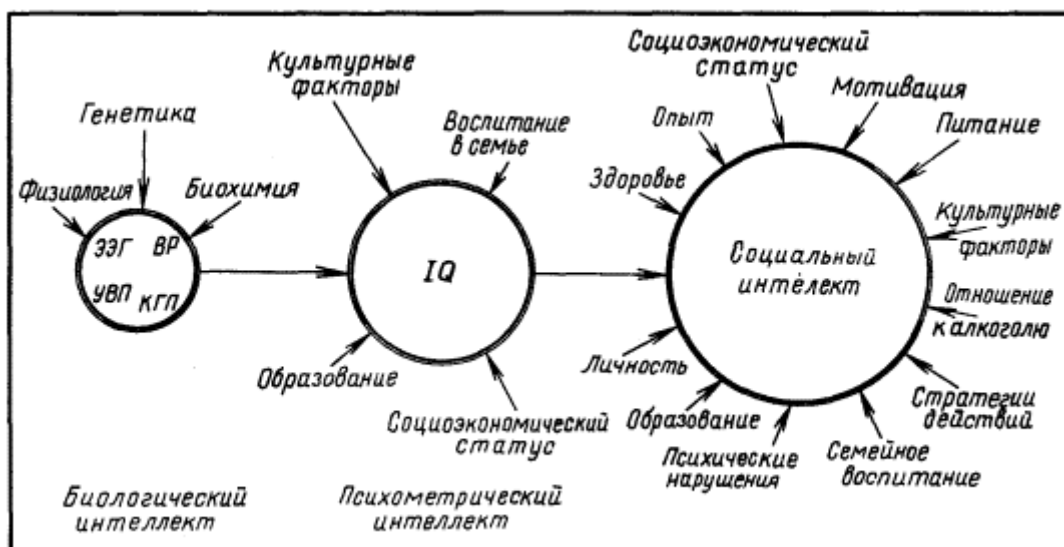 Генетика
Физиология
Биохимия
ЭЭГ ВР
УВП КГП
Биологический
интеллект
Культурные
факторы
Воспитание
в семье
IQ
Образование
Социоэкономический
статус
Психометрический
интеллект
Социоэкономический
статус
Мотивация
Опыт
Питание
Здоровье
Культурные
факторы
Социальный
интелект
Отношение
к алкоголю
Личность
Стратегии
действий
Образование
Психические
нарушения
Семейное
воспитание